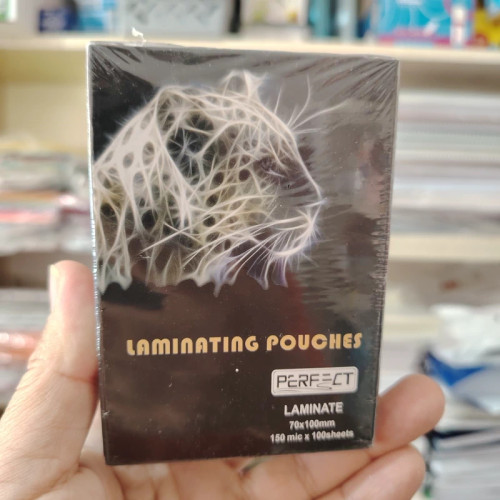 LAMINATING POUCHES
PERFECT
LAMINATE
70x100mm
150 mic x 100sheets